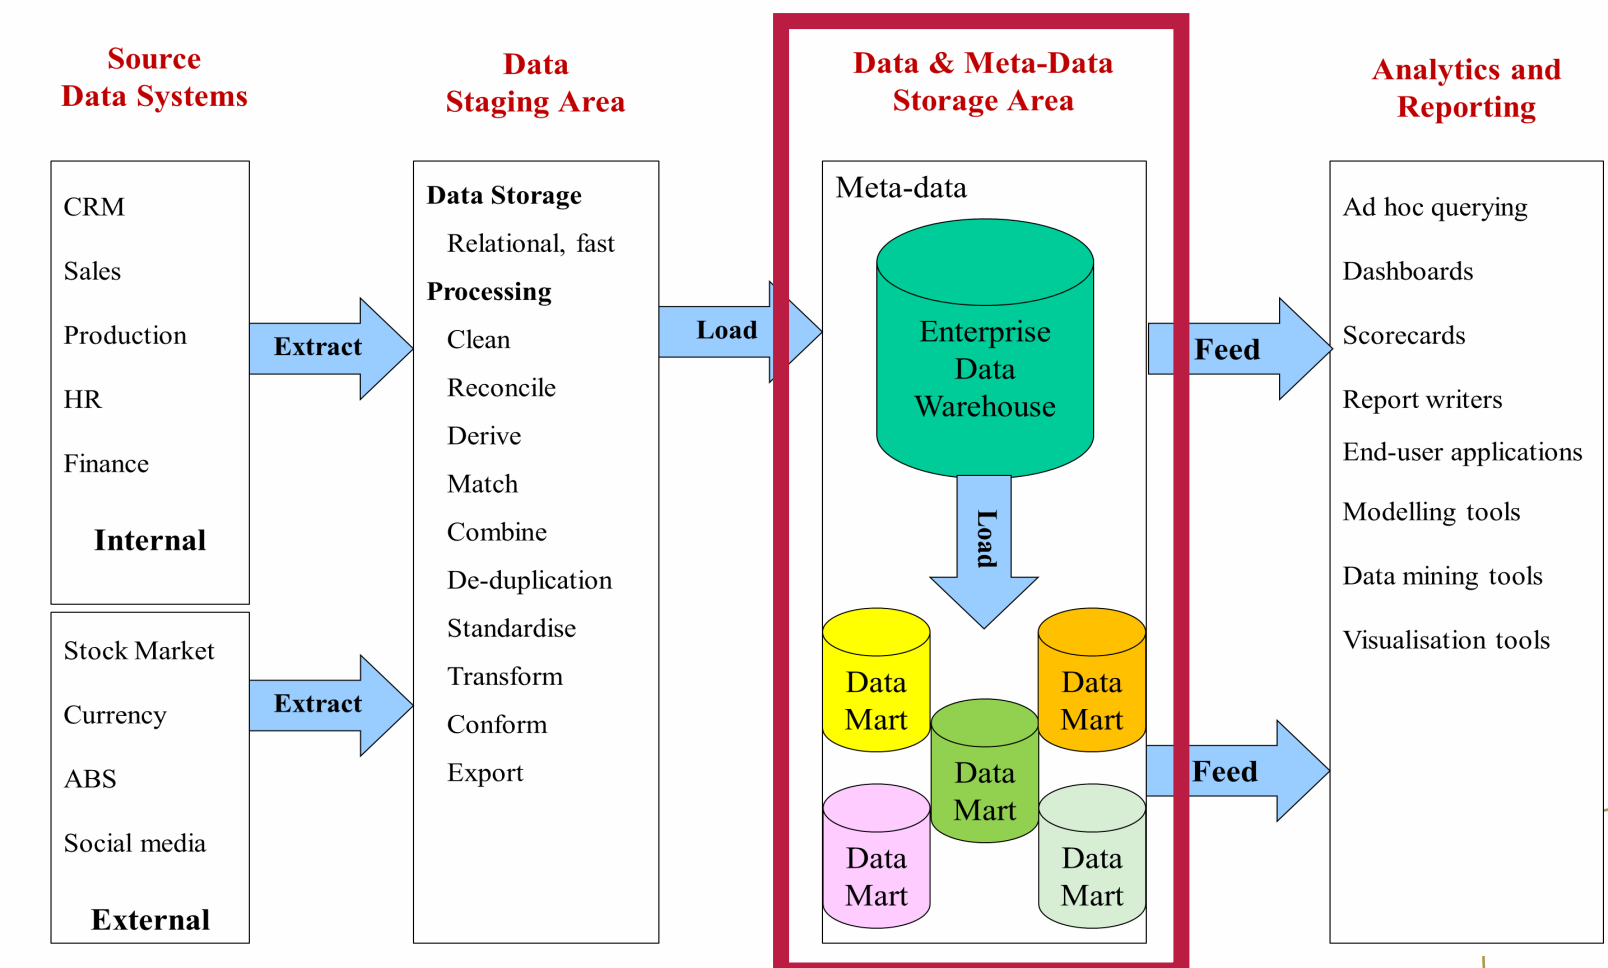 Source
Data Systems
CRM
Sales
Production
HR
Finance
Internal
Stock Market
Currency
ABS
Social media
External
Extract
Extract
Data
Staging Area
Data Storage
Relational, fast
Processing
Clean
Reconcile
Derive
Match
Combine
De-duplication
Standardise
Transform
Conform
Export
Load
Data & Meta-Data
Storage Area
Meta-data
Enterprise
Data
Warehouse
Load
Data
Mart
Data
Mart
Data
Mart
Data
Mart
Data
Mart
Feed
Feed
Analytics and
Reporting
Ad hoc querying
Dashboards
Scorecards
Report writers
End-user applications
Modelling tools
Data mining tools
Visualisation tools